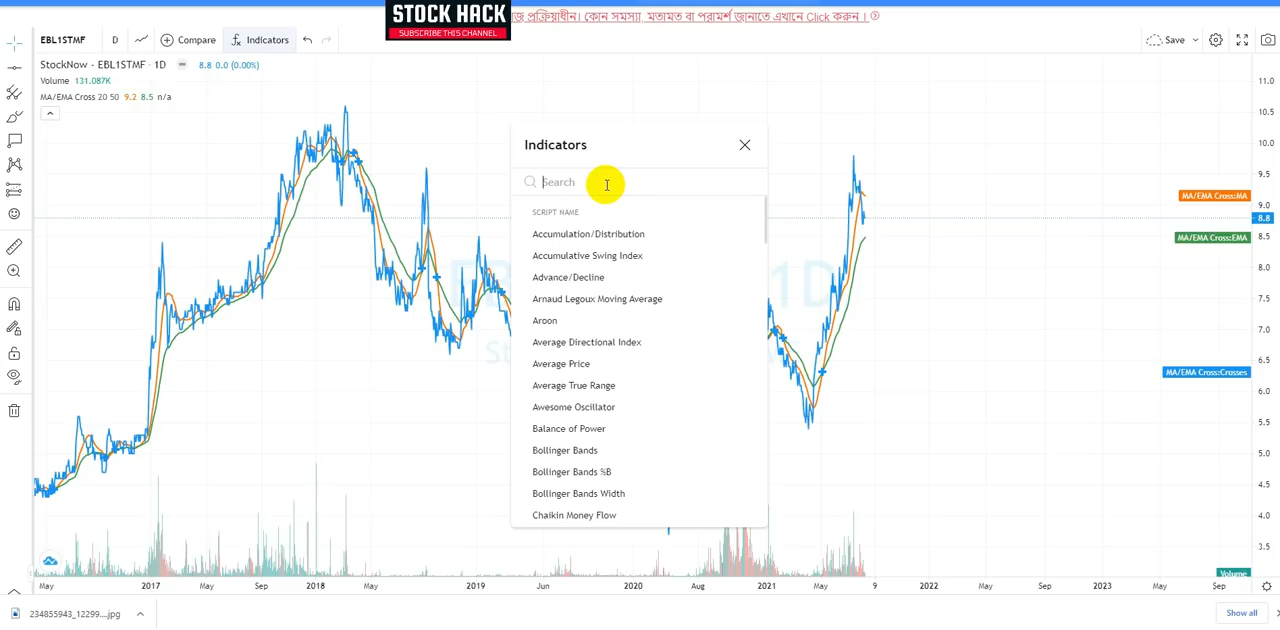 STOCK HACK
SUBSCRIBE THIS CHANNEL
প্রক্রিয়াধীন। কোন সমস্যা, মতামত বা পরামর্শ জানাতে এখানে Click করুন ।
EBL1STMF
D
Compare
Indicators
Save
StockNow - EBL1STMF · 1D
8.8 0.0 (0.00%)
Volume 131.087K
MA/EMA Cross 20 50 9.2 8.5 n/a
Indicators
Search
SCRIPT NAME
Accumulation/Distribution
Accumulative Swing Index
Advance/Decline
Arnaud Legoux Moving Average
Aroon
Average Directional Index
Average Price
Average True Range
Awesome Oscillator
Balance of Power
Bollinger Bands
Bollinger Bands %B
Bollinger Bands Width
Chaikin Money Flow
1D
11.0
10.5
10.0
9.5
MA/EMA Cross:MA
9.0
8.8
MA/EMA Cross:EMA
8.5
8.0
7.5
7.0
6.5
MA/EMA Cross:Crosses
6.0
5.5
5.0
4.5
4.0
3.5
Volume
May 2017 May Sep 2018 May 2019 Jun 2020 Aug 2021 May 9 2022 May Sep 2023 May Sep
234855943_12299....jpg
Show all